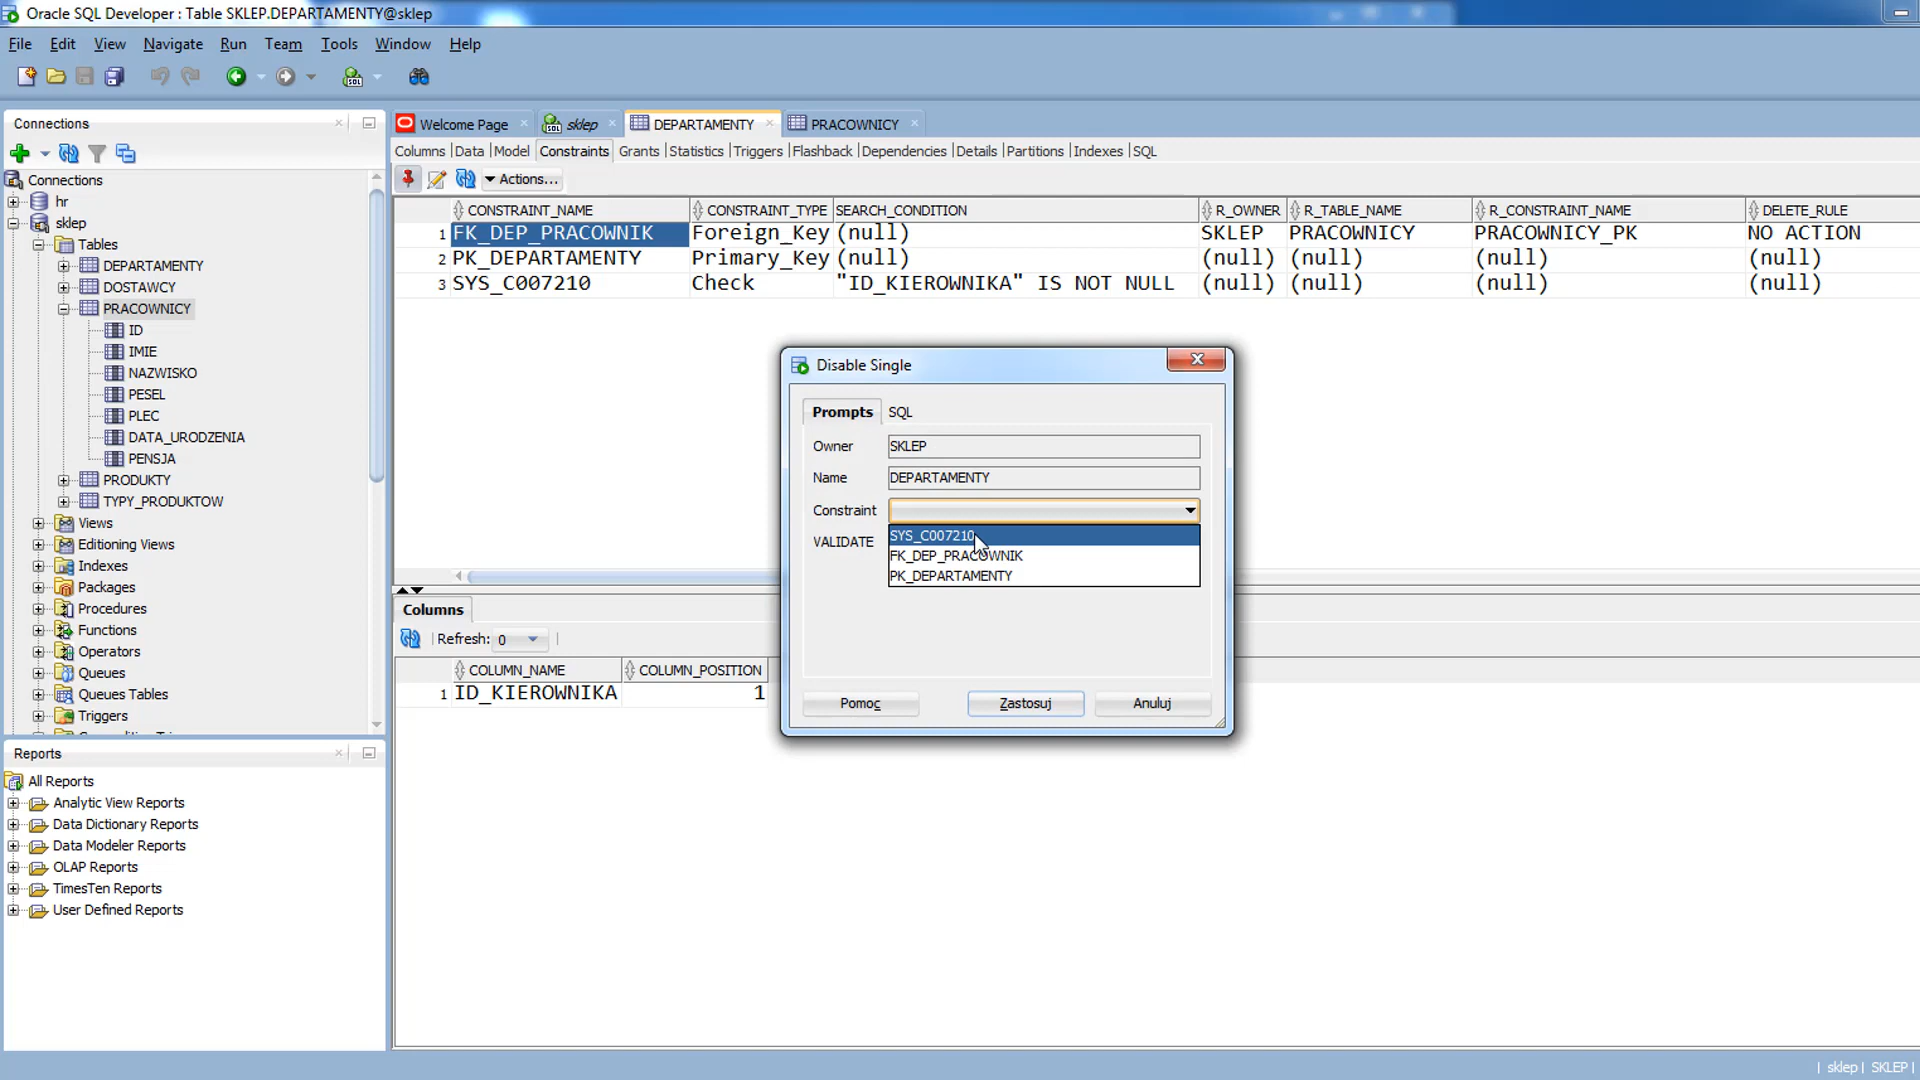 Oracle SQL Developer : Table SKLEP.DEPARTAMENTY@sklep
File Edit View Navigate Run Team Tools Window Help
Connections
Connections
hr
sklep
Tables
DEPARTAMENTY
DOSTAWCY
PRACOWNICY
ID
IMIE
NAZWISKO
PESEL
PLEC
DATA_URODZENIA
PENSJA
PRODUKTY
TYPY_PRODUKTOW
Views
Editioning Views
Indexes
Packages
Procedures
Functions
Operators
Queues
Queues Tables
Triggers
Reports
All Reports
Analytic View Reports
Data Dictionary Reports
Data Modeler Reports
OLAP Reports
TimesTen Reports
User Defined Reports
Welcome Page sklep DEPARTAMENTY PRACOWNICY
Columns Data Model Constraints Grants Statistics Triggers Flashback Dependencies Details Partitions Indexes SQL
Actions...
CONSTRAINT_NAME CONSTRAINT_TYPE SEARCH_CONDITION R_OWNER R_TABLE_NAME R_CONSTRAINT_NAME DELETE_RULE
1 FK_DEP_PRACOWNIK Foreign_Key (null) SKLEP PRACOWNICY PRACOWNICY_PK NO ACTION
2 PK_DEPARTAMENTY Primary_Key (null) (null) (null) (null) (null)
3 SYS_C007210 Check "ID_KIEROWNIKA" IS NOT NULL (null) (null) (null) (null)
Disable Single
Prompts SQL
Owner SKLEP
Name DEPARTAMENTY
Constraint
VALIDATE
SYS_C007210
FK_DEP_PRACOWNIK
PK_DEPARTAMENTY
Pomoc Zastosuj Anuluj
Columns
Refresh: 0
COLUMN_NAME COLUMN_POSITION
1 ID_KIEROWNIKA 1
sklep | SKLEP